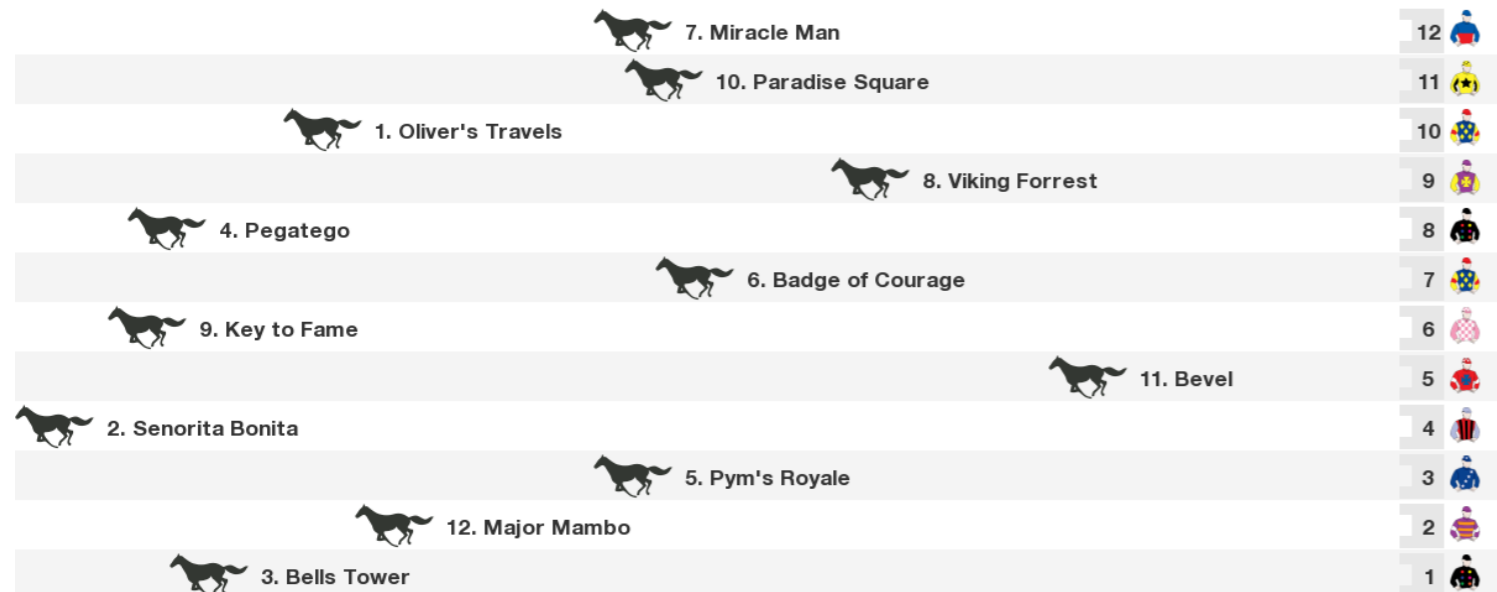 7. Miracle Man 12
10. Paradise Square 11
1. Oliver's Travels 10
8. Viking Forrest 9
4. Pegatego 8
6. Badge of Courage 7
9. Key to Fame 6
11. Bevel 5
2. Senorita Bonita 4
5. Pym's Royale 3
12. Major Mambo 2
3. Bells Tower 1